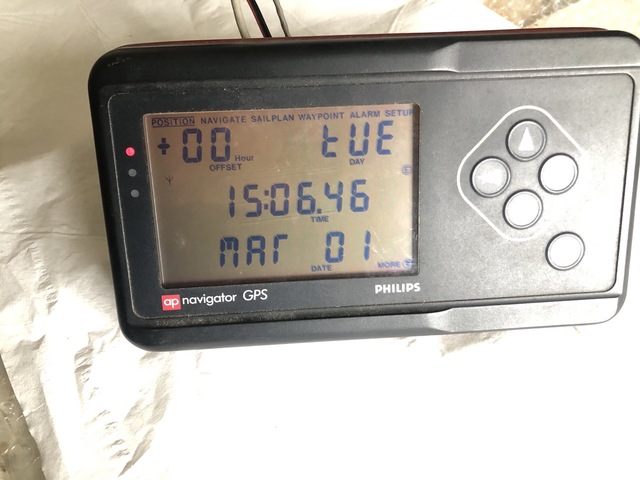 POSITION NAVIGATE SAILPLAN WAYPOINT ALARM SETUP
+00 Hour tUE
OFFSET DAY
15:06.46
TIME
MAr 01
DATE MORE
ap navigator GPS PHILIPS